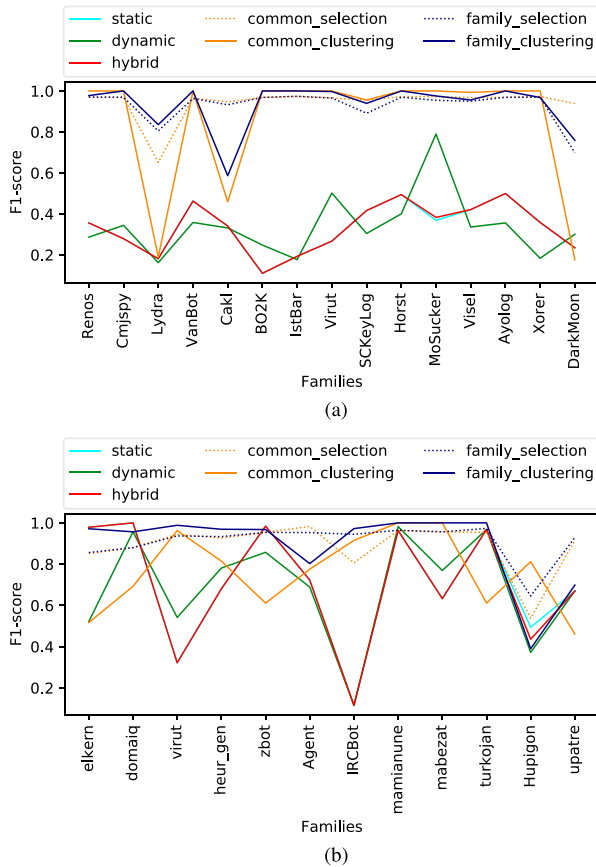 static common_selection family_selection
dynamic common_clustering family_clustering
hybrid
1.0
0.8
0.6
0.4
0.2
F1-score
Renos Cmjspy Lydra VanBot Cakl BO2K IstBar Virut SCKeyLog Horst MoSucker Visel Ayolog Xorer DarkMoon
Families
(a)
static common_selection family_selection
dynamic common_clustering family_clustering
hybrid
1.0
0.8
0.6
0.4
0.2
F1-score
elkern domaiq virut heur_gen zbot Agent IRCBot mamianune mabezat turkojan Hupigon upatre
Families
(b)